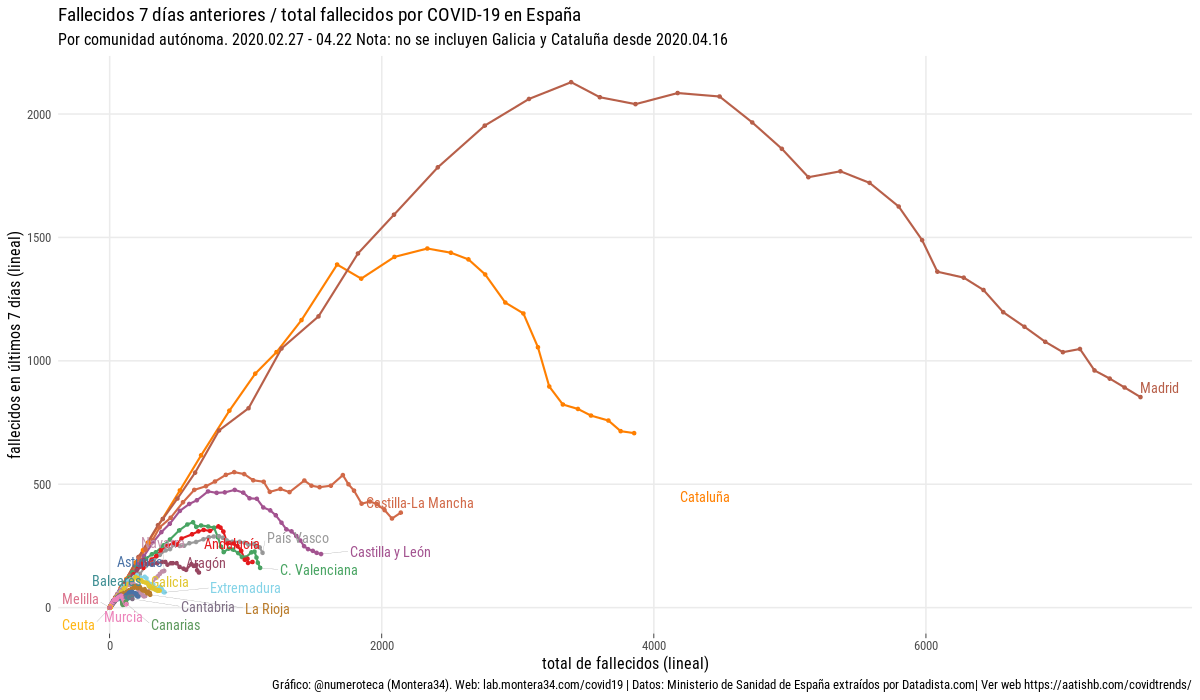 Fallecidos 7 días anteriores / total fallecidos por COVID-19 en España
Por comunidad autónoma. 2020.02.27 - 04.22 Nota: no se incluyen Galicia y Cataluña desde 2020.04.16
fallecidos en últimos 7 días (lineal)
2000
1500
1000
500
0
Madrid
Cataluña
Castilla-La Mancha
País Vasco
Navarra
Andalucía
Castilla y León
Asturias
Aragón
C. Valenciana
Baleares
Galicia
Extremadura
Melilla
Cantabria
La Rioja
Murcia
Ceuta
Canarias
0
2000
4000
6000
total de fallecidos (lineal)
Gráfico: @numeroteca (Montera34). Web: lab.montera34.com/covid19 | Datos: Ministerio de Sanidad de España extraídos por Datadista.com| Ver web https://aatishb.com/covidtrends/